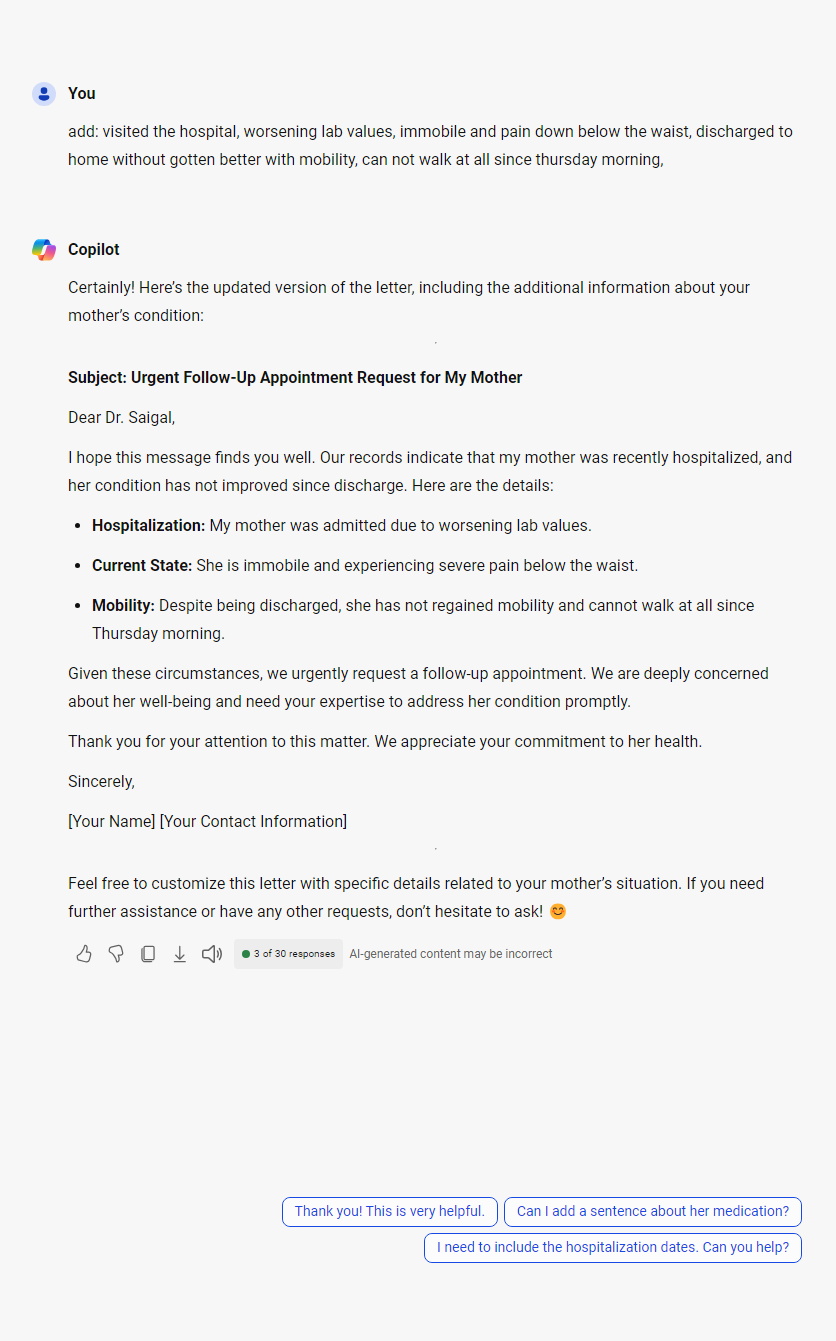 You
add: visited the hospital, worsening lab values, immobile and pain down below the waist, discharged to
home without gotten better with mobility, can not walk at all since thursday morning,
Copilot
Certainly! Here’s the updated version of the letter, including the additional information about your
mother’s condition:
Subject: Urgent Follow-Up Appointment Request for My Mother
Dear Dr. Saigal,
I hope this message finds you well. Our records indicate that my mother was recently hospitalized, and
her condition has not improved since discharge. Here are the details:
• Hospitalization: My mother was admitted due to worsening lab values.
• Current State: She is immobile and experiencing severe pain below the waist.
• Mobility: Despite being discharged, she has not regained mobility and cannot walk at all since
Thursday morning.
Given these circumstances, we urgently request a follow-up appointment. We are deeply concerned
about her well-being and need your expertise to address her condition promptly.
Thank you for your attention to this matter. We appreciate your commitment to her health.
Sincerely,
[Your Name] [Your Contact Information]
Feel free to customize this letter with specific details related to your mother’s situation. If you need
further assistance or have any other requests, don’t hesitate to ask! 😊
3 of 30 responses AI-generated content may be incorrect
Thank you! This is very helpful. Can I add a sentence about her medication?
I need to include the hospitalization dates. Can you help?